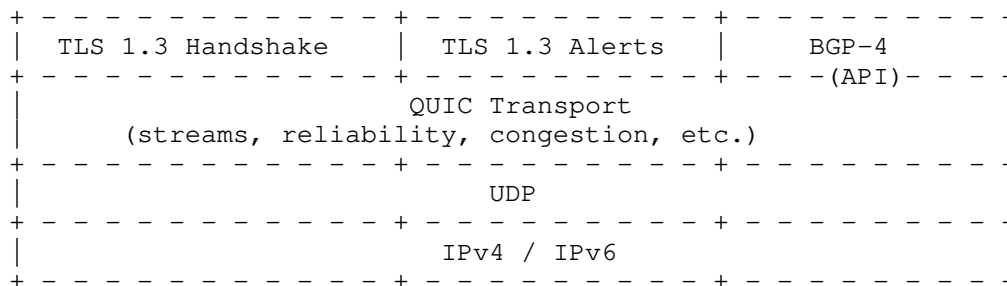 + - - - - - - - - - - - + - - - - - - - - - + - - - - - - - -
| TLS 1.3 Handshake | TLS 1.3 Alerts | BGP-4
+ - - - - - - - - - - - + - - - - - - - - - + - - -(API)- - - -
| QUIC Transport
| (streams, reliability, congestion, etc.)
+ - - - - - - - - - - - + - - - - - - - - - + - - - - - - - -
| UDP
+ - - - - - - - - - - - + - - - - - - - - - + - - - - - - - -
| IPv4 / IPv6
+ - - - - - - - - - - - + - - - - - - - - - + - - - - - - - -